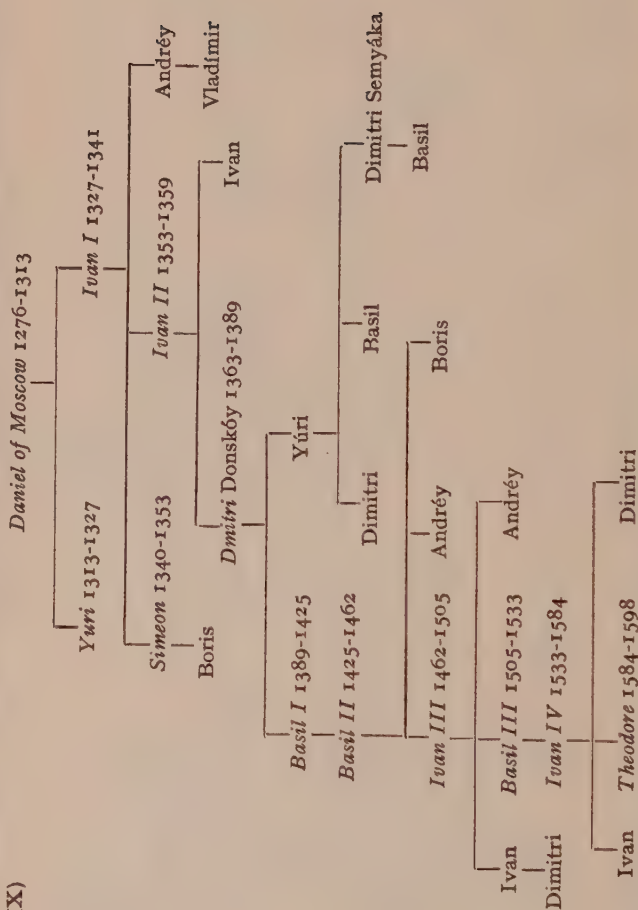 IX)
Daniel of Moscow 1276-1313
Yuri 1313-1327
Ivan I 1327-1341
Simeon 1340-1353
Ivan II 1353-1359
Andréy
Boris
Vladímir
Dmitri Donskóy 1363-1389
Ivan
Basil I 1389-1425
Yúri
Basil II 1425-1462
Dimitri
Basil
Dimitri Semyáka
Basil
Ivan III 1462-1505
Andréy
Boris
Ivan
Basil III 1505-1533
Andréy
Dimitri
Ivan IV 1533-1584
Ivan
Theodore 1584-1598
Dimitri